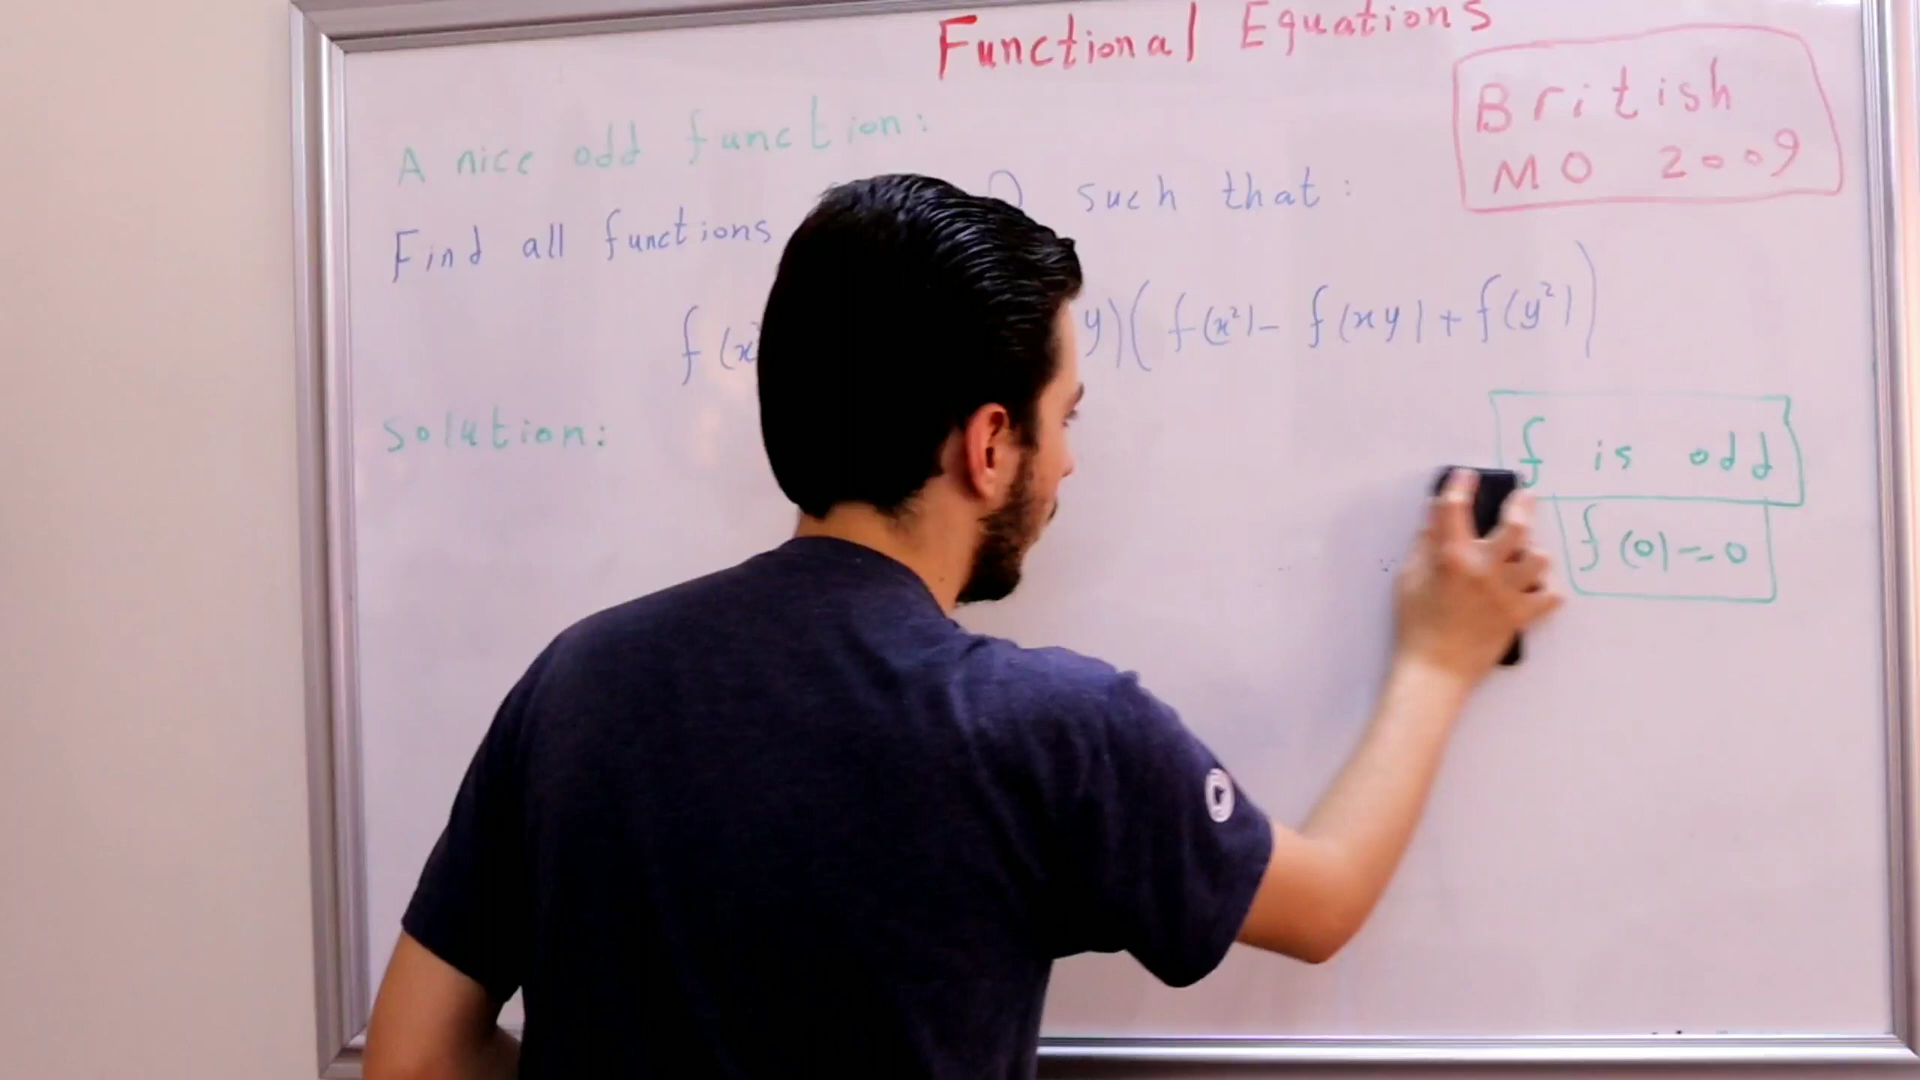 Functional Equations
British
MO 2009
A nice odd function:
Find all functions Q such that:
f(x² y)(f(x²)- f(xy)+f(y²))
solution:
f is odd
f(0)=0